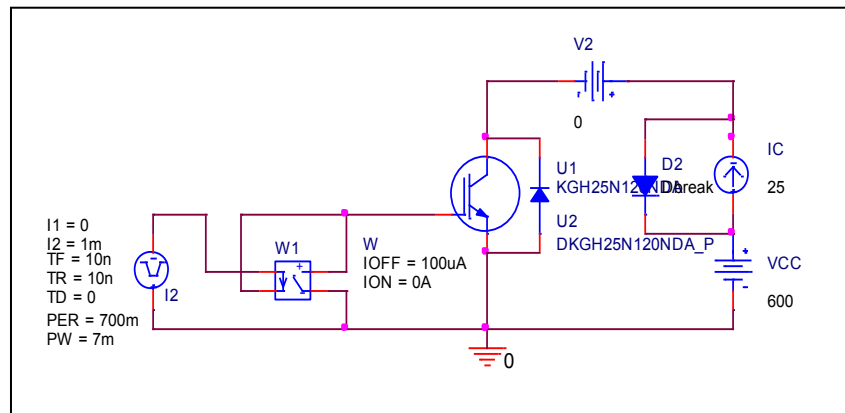 V2
0
IC
25
D2
Dbreak
U1
KGH25N120NDA
U2
DKGH25N120NDA_P
VCC
600
W1
W
IOFF = 100uA
ION = 0A
I1 = 0
I2 = 1m
TF = 10n
TR = 10n
TD = 0
I2
PER = 700m
PW = 7m
0